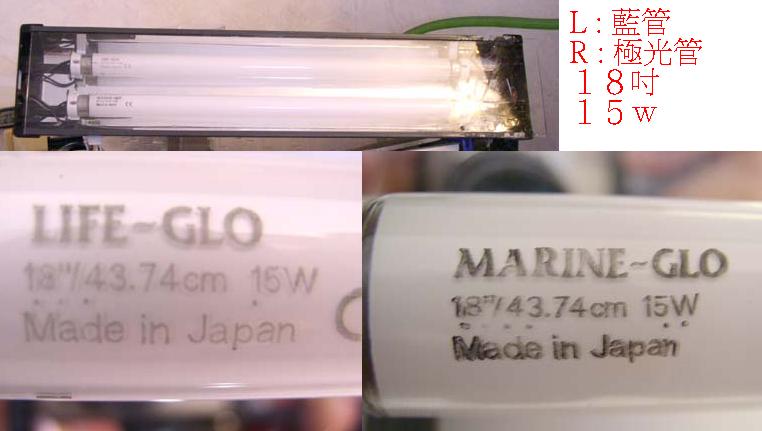 L : 藍管
R : 極光管
１８吋
１５w
LIFE~GLO
18"/43.74cm 15W
Made in Japan
MARINE~GLO
18"/43.74cm 15W
Made in Japan